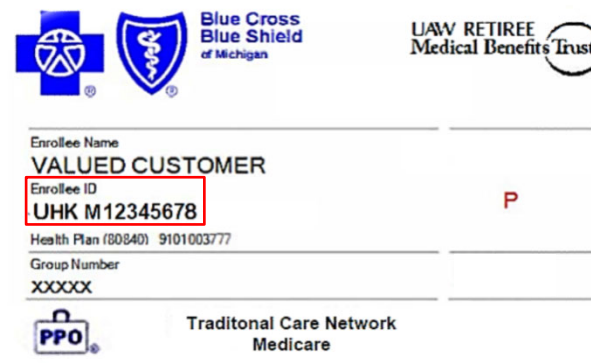 Blue Cross
Blue Shield
of Michigan
UAW RETIREE
Medical Benefits Trust
Enrollee Name
VALUED CUSTOMER
Enrollee ID
UHK M12345678
P
Health Plan (80840) 9101003777
Group Number
XXXXX
PPO
Traditonal Care Network
Medicare